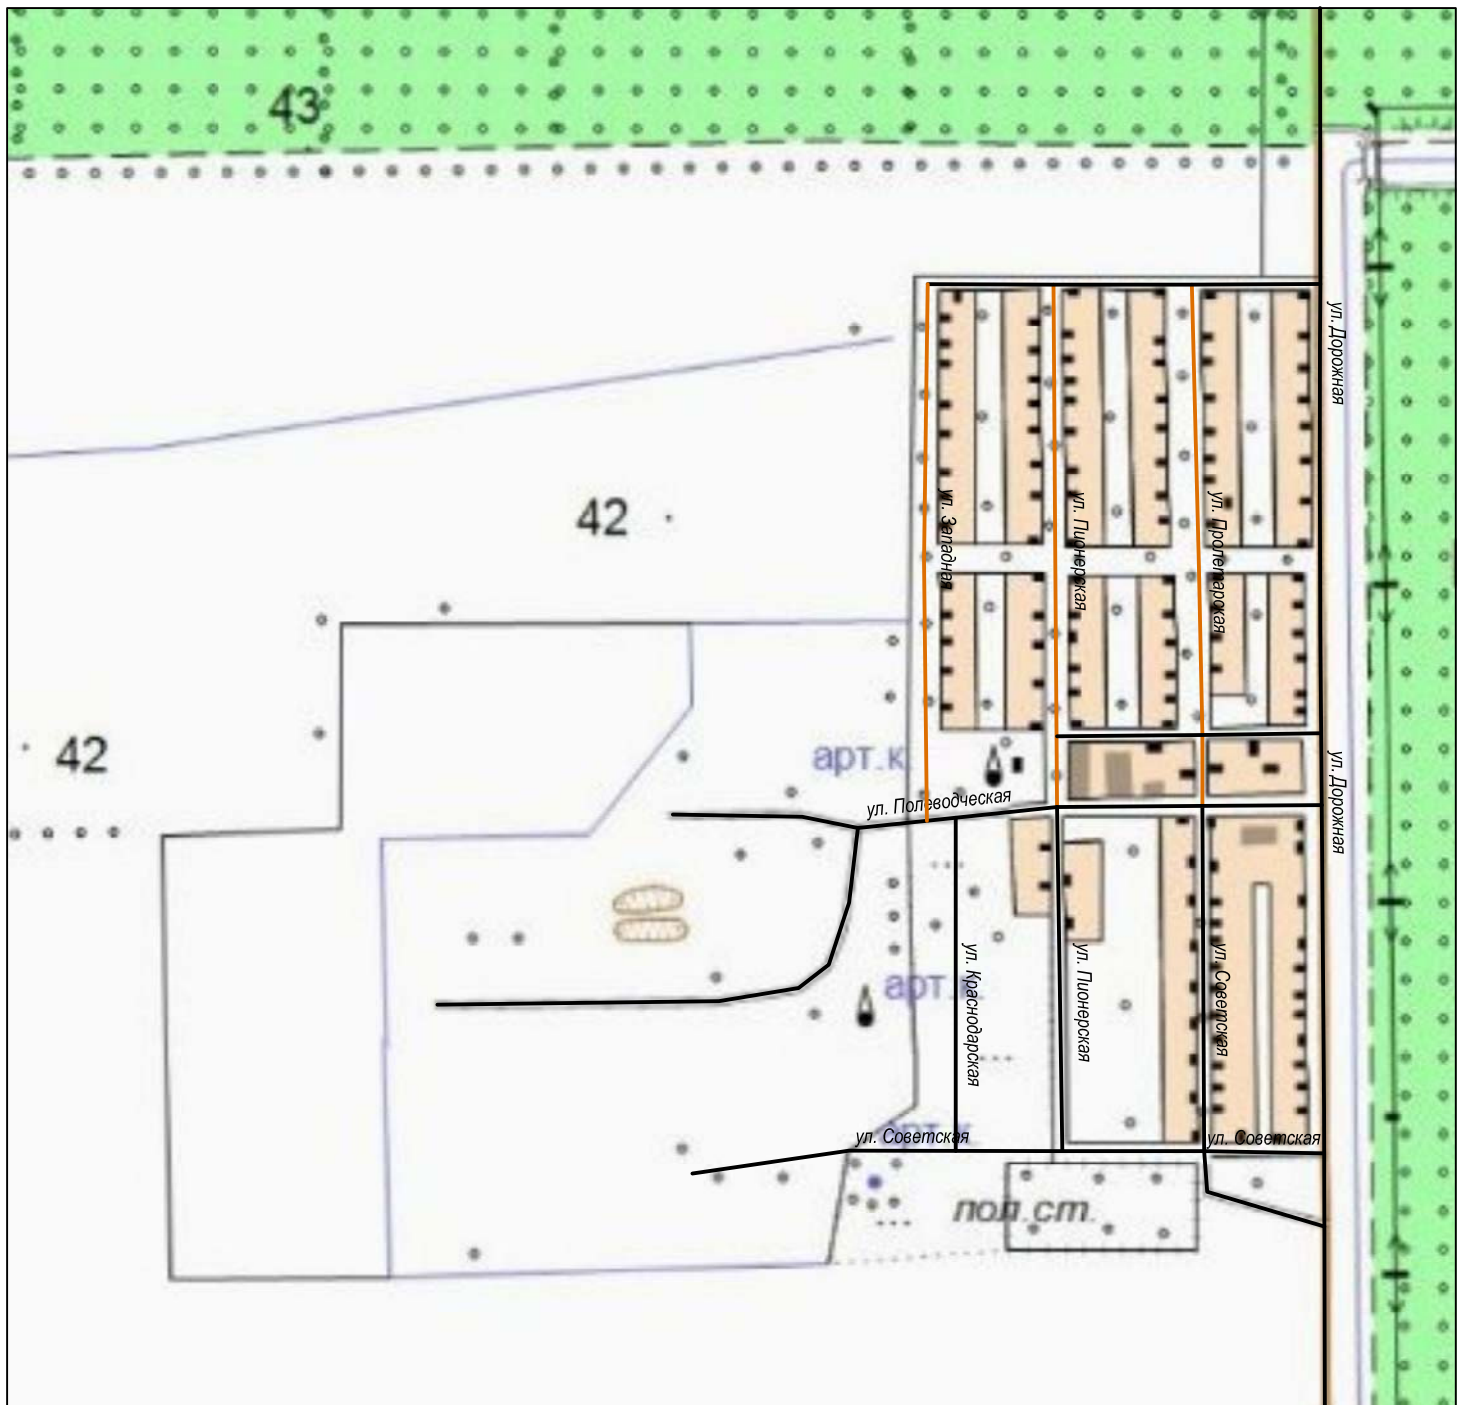 43
ул. Дорожная
42
ул. Западная
ул. Пионерская
ул. Пролетарская
42
арт.к.
ул. Дорожная
ул. Полеводческая
арт.к.
ул. Краснодарская
ул. Пионерская
ул. Советская
арт.к.
ул. Советская
ул. Советская
пол.ст.